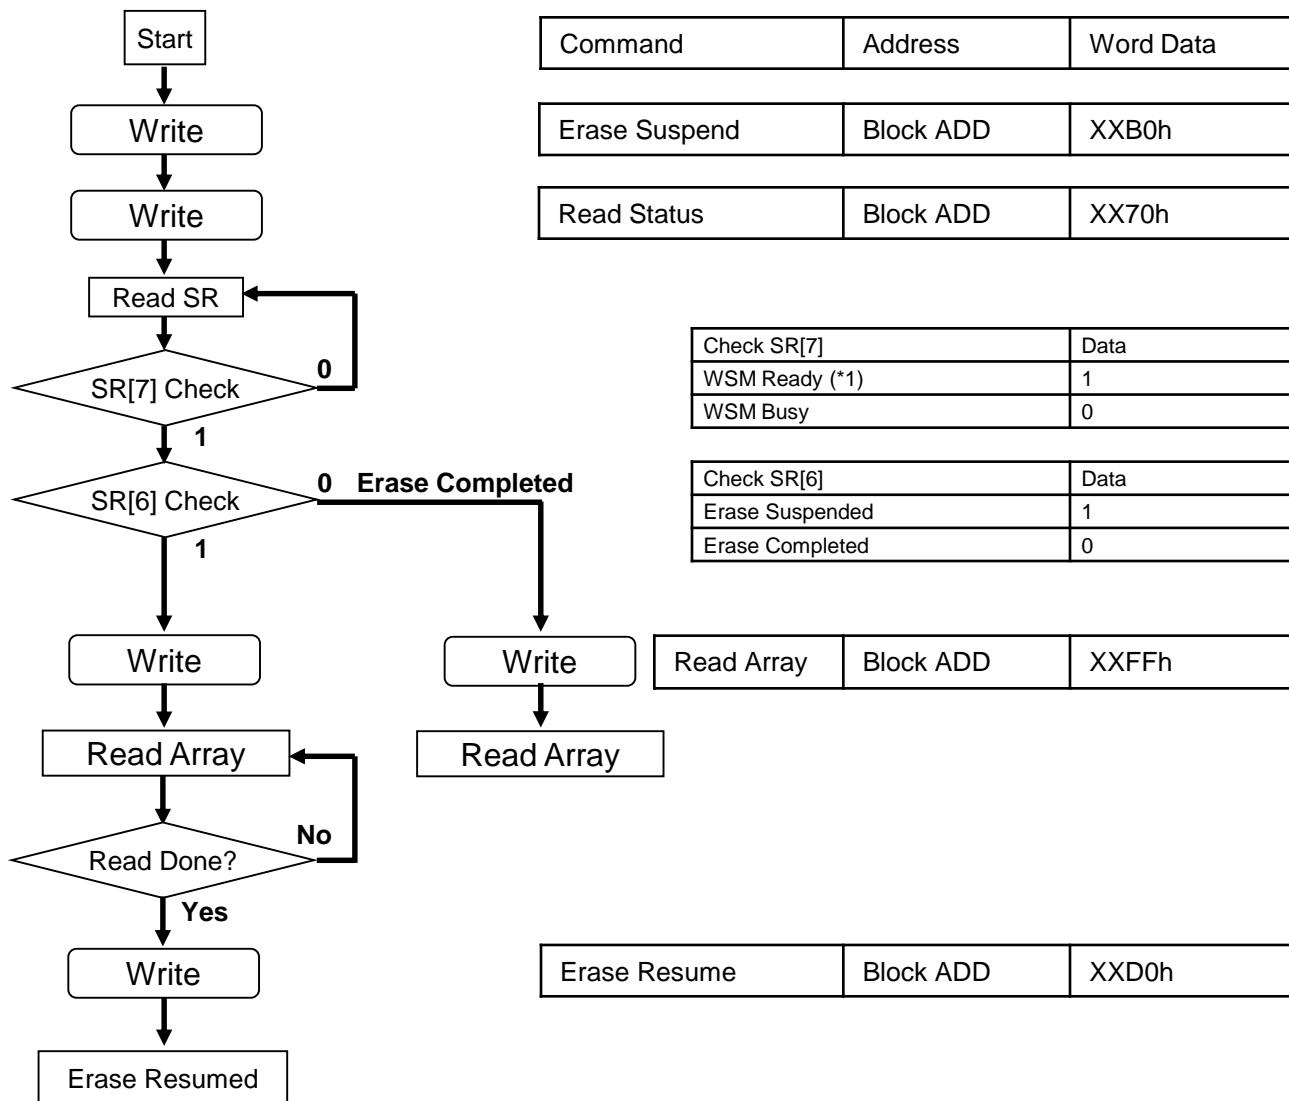 Start
Command Address Word Data
Write
Erase Suspend Block ADD XXB0h
Write
Read Status Block ADD XX70h
Read SR
Check SR[7] Data
SR[7] Check
0
WSM Ready (*1) 1
WSM Busy 0
1
SR[6] Check
0 Erase Completed
Check SR[6] Data
Erase Suspended 1
Erase Completed 0
1
Write
Write
Read Array Block ADD XXFFh
Read Array
Read Array
Read Done?
No
Yes
Write
Erase Resume Block ADD XXD0h
Erase Resumed